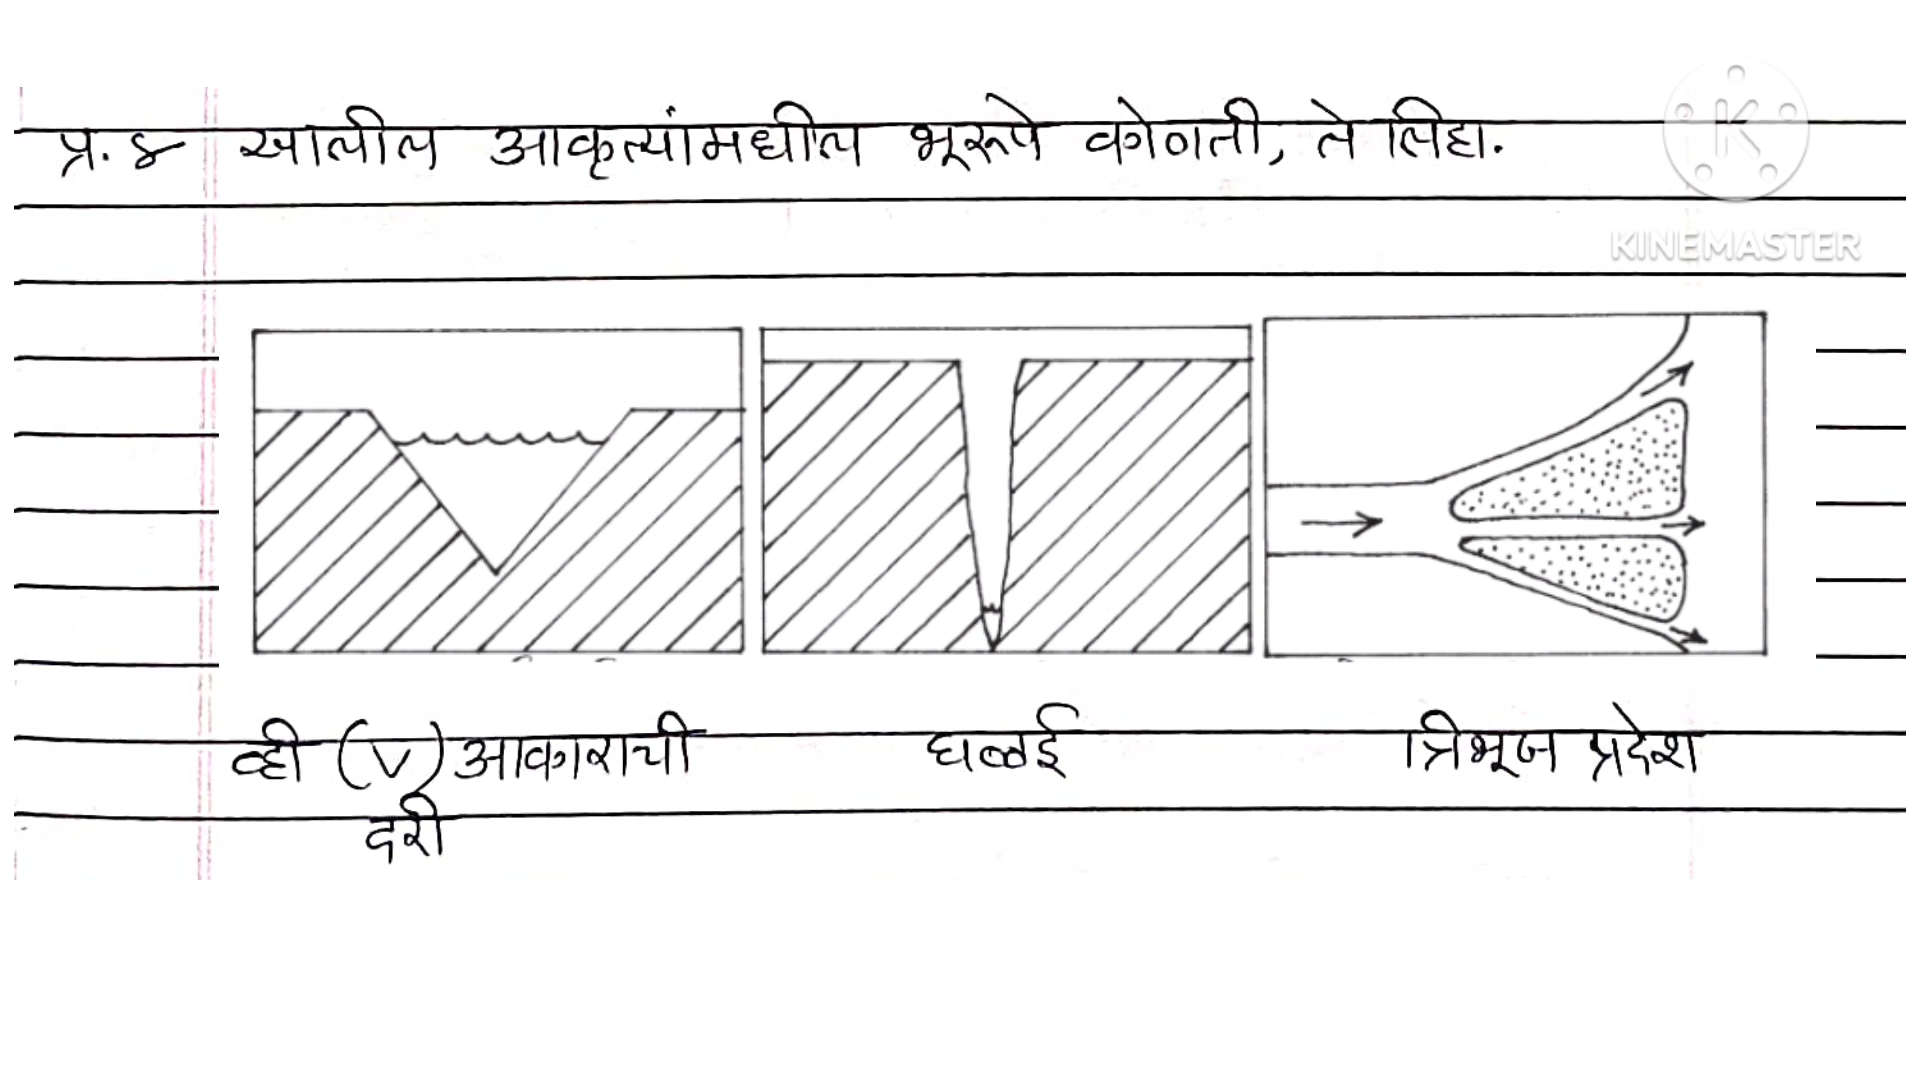 प्र. ४ खालील आकृत्यांमधील भूरूपे कोणती, ते लिहा.
K
KINEMASTER
व्ही (V) आकाराची दरी
घळई
त्रिभूज प्रदेश